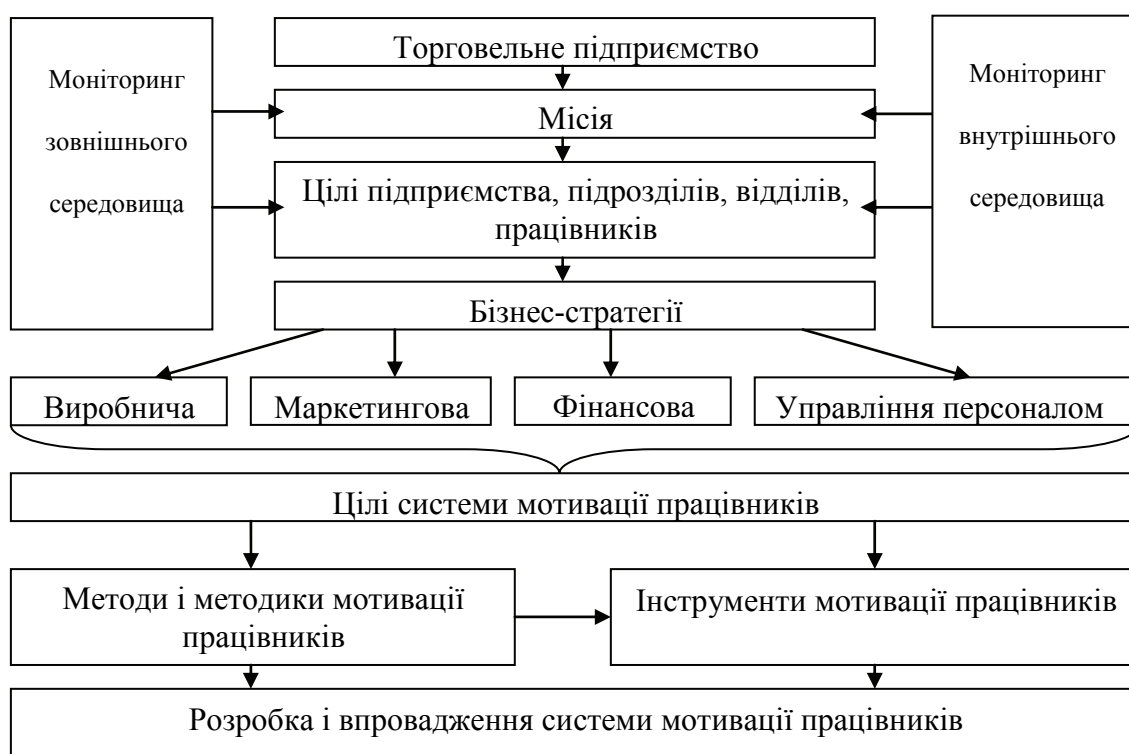 Торговельне підприємство
Моніторинг
зовнішнього
середовища
Моніторинг
внутрішнього
середовища
Місія
Цілі підприємства, підрозділів, відділів,
працівників
Бізнес-стратегії
Виробнича
Маркетингова
Фінансова
Управління персоналом
Цілі системи мотивації працівників
Методи і методики мотивації
працівників
Інструменти мотивації працівників
Розробка і впровадження системи мотивації працівників